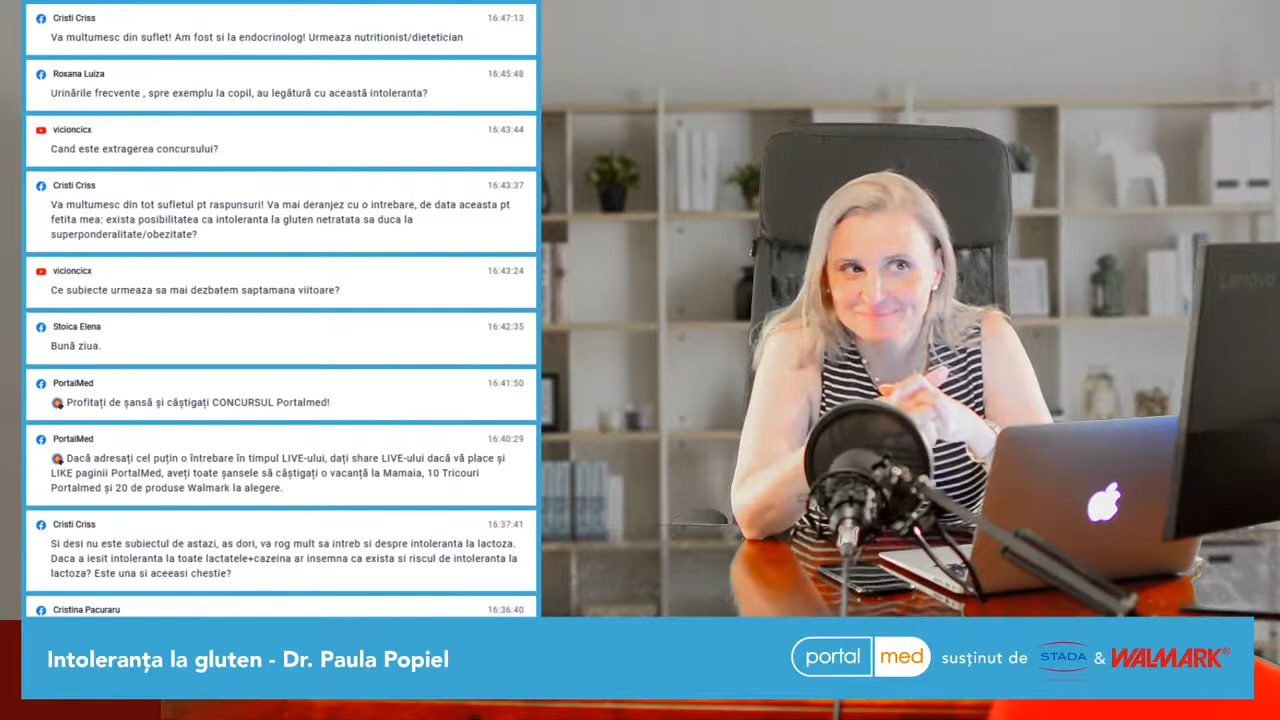 Cristi Criss 16:47:13
Va multumesc din suflet! Am fost si la endocrinolog! Urmeaza nutritionist/dietetician
Roxana Luiza 16:45:48
Urinările frecvente , spre exemplu la copil, au legătură cu această intoleranta?
vicioncicx 16:43:44
Cand este extragerea concursului?
Cristi Criss 16:43:37
Va multumesc din tot sufletul pt raspunsuri! Va mai deranjez cu o intrebare, de data aceasta pt
fetita mea: exista posibilitatea ca intoleranta la gluten netratata sa duca la
superponderalitate/obezitate?
vicioncicx 16:43:24
Ce subiecte urmeaza sa mai dezbatem saptamana viitoare?
Stoica Elena 16:42:35
Bună ziua.
PortalMed 16:41:50
Profitați de șansă și câștigați CONCURSUL Portalmed!
PortalMed 16:40:29
Dacă adresați cel puțin o întrebare în timpul LIVE-ului, dați share LIVE-ului dacă vă place și
LIKE paginii PortalMed, aveți toate șansele să câștigați o vacanță la Mamaia, 10 Tricouri
Portalmed și 20 de produse Walmark la alegere.
Cristi Criss 16:37:41
Si desi nu este subiectul de astazi, as dori, va rog mult sa intreb si despre intoleranta la lactoza.
Daca a iesit intoleranta la toate lactatele+cazeina ar insemna ca exista si riscul de intoleranta la
lactoza? Este una si aceeasi chestie?
Cristina Pacuraru 16:36:40
Lenovo
Intoleranța la gluten - Dr. Paula Popiel
portal med susținut de STADA & WALMARK®